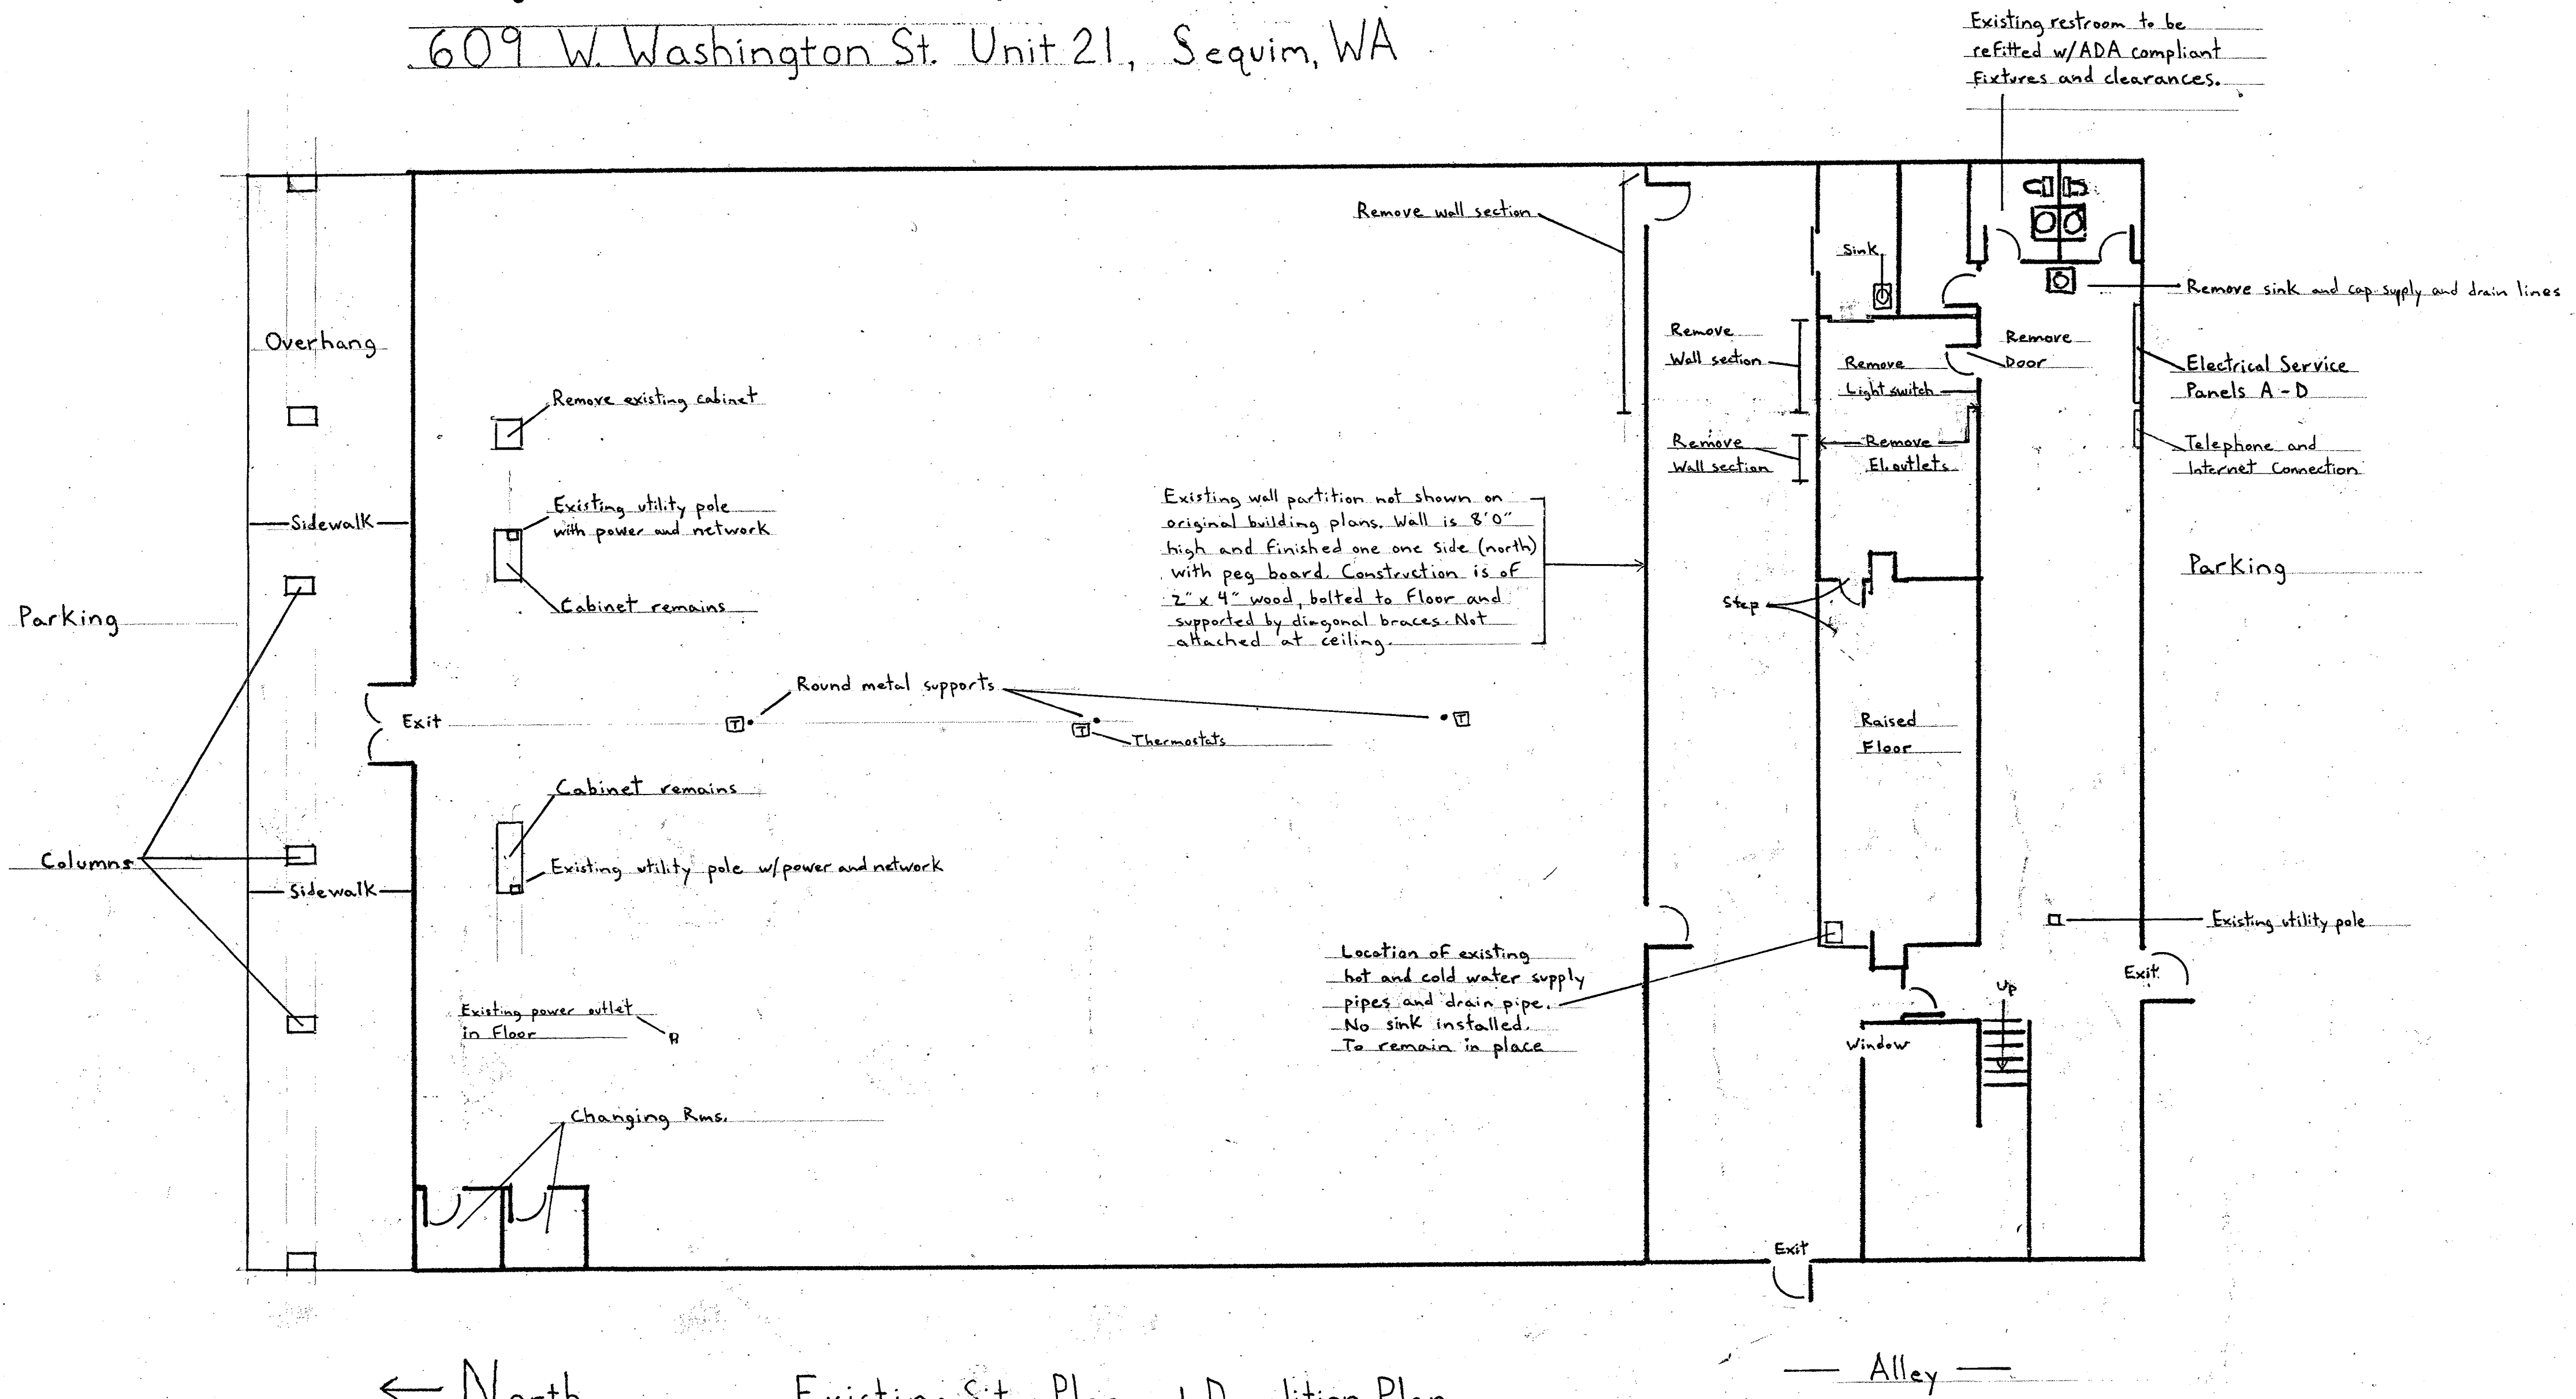 609 W. Washington St. Unit 21, Sequim, WA
Existing restroom to be
refitted w/ADA compliant
fixtures and clearances.
Remove wall section
Sink
Remove sink and cap supply and drain lines
Overhang
Remove
Wall section
Remove
Light switch
Remove
Door
Electrical Service
Panels A-D
Remove existing cabinet
Remove
Wall section
Remove
El. outlets
Telephone and
Internet Connection
Existing utility pole
with power and network
Sidewalk
Existing wall partition not shown on
original building plans. Wall is 8'0"
high and finished one one side (north)
with peg board. Construction is of
2" x 4" wood, bolted to floor and
supported by diagonal braces. Not
attached at ceiling.
Parking
Cabinet remains
Step
Parking
Round metal supports
Exit
T
T
T
Thermostats
Raised
Floor
Cabinet remains
Columns
Existing utility pole w/power and network
Sidewalk
Existing utility pole
Location of existing
hot and cold water supply
pipes and drain pipe.
No sink installed.
To remain in place
Exit
Up
Existing power outlet
in Floor
Window
Changing Rms.
Exit
← North
Alley